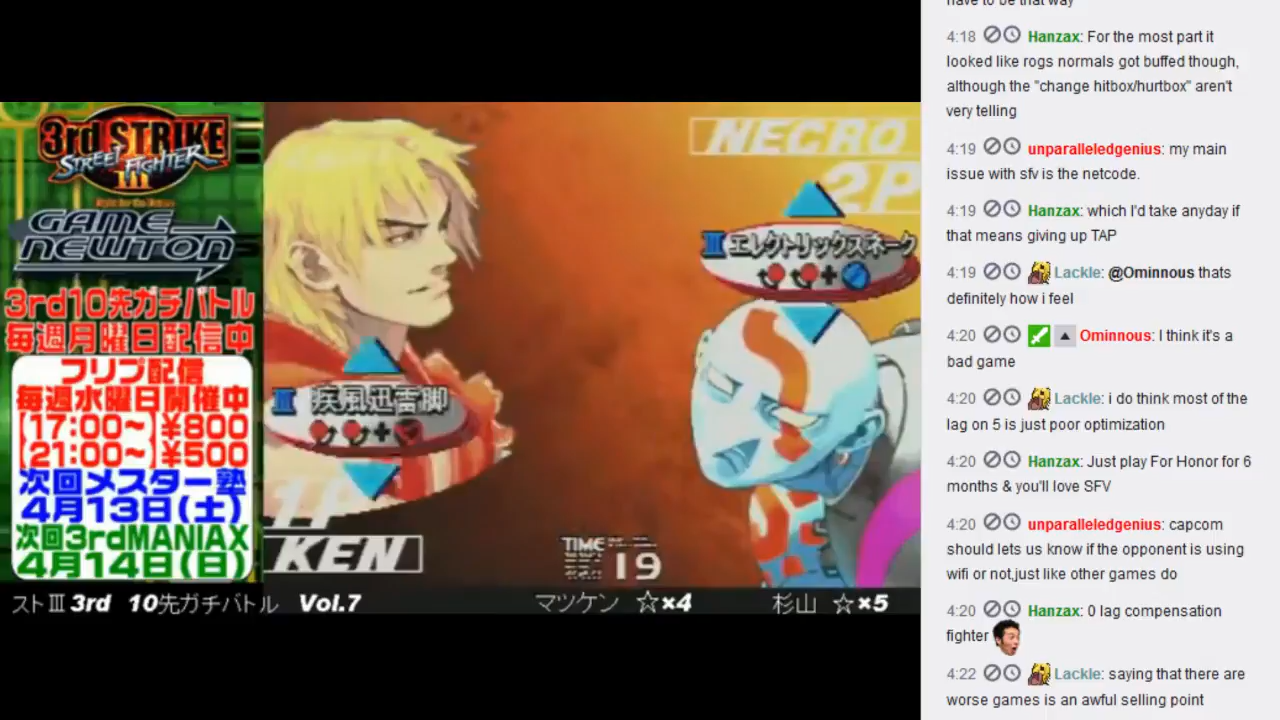 3rd STRIKE
STREET FIGHTER
III
GAME
NEWTON
3rd10先ガチバトル
毎週月曜日配信中
フリプ配信
毎週水曜日開催中
[17:00~]¥800
[21:00~]¥500
次回メスター塾
4月13日(土)
次回3rdMANIAX
4月14日(日)
NECRO
2P
III エレクトリックスネーク
+
III 疾風迅雷脚
+
1P
KEN
TIME
19
ストIII 3rd 10先ガチバトル Vol.7 マツケン ☆×4 杉山 ☆×5
have to be that way
4:18 Hanzax: For the most part it
looked like rogs normals got buffed though,
although the "change hitbox/hurtbox" aren't
very telling
4:19 unparalleledgenius: my main
issue with sfv is the netcode.
4:19 Hanzax: which I'd take anyday if
that means giving up TAP
4:19 Lackle: @Ominnous thats
definitely how i feel
4:20 Ominnous: I think it's a
bad game
4:20 Lackle: i do think most of the
lag on 5 is just poor optimization
4:20 Hanzax: Just play For Honor for 6
months & you'll love SFV
4:20 unparalleledgenius: capcom
should lets us know if the opponent is using
wifi or not,just like other games do
4:20 Hanzax: 0 lag compensation
fighter
4:22 Lackle: saying that there are
worse games is an awful selling point